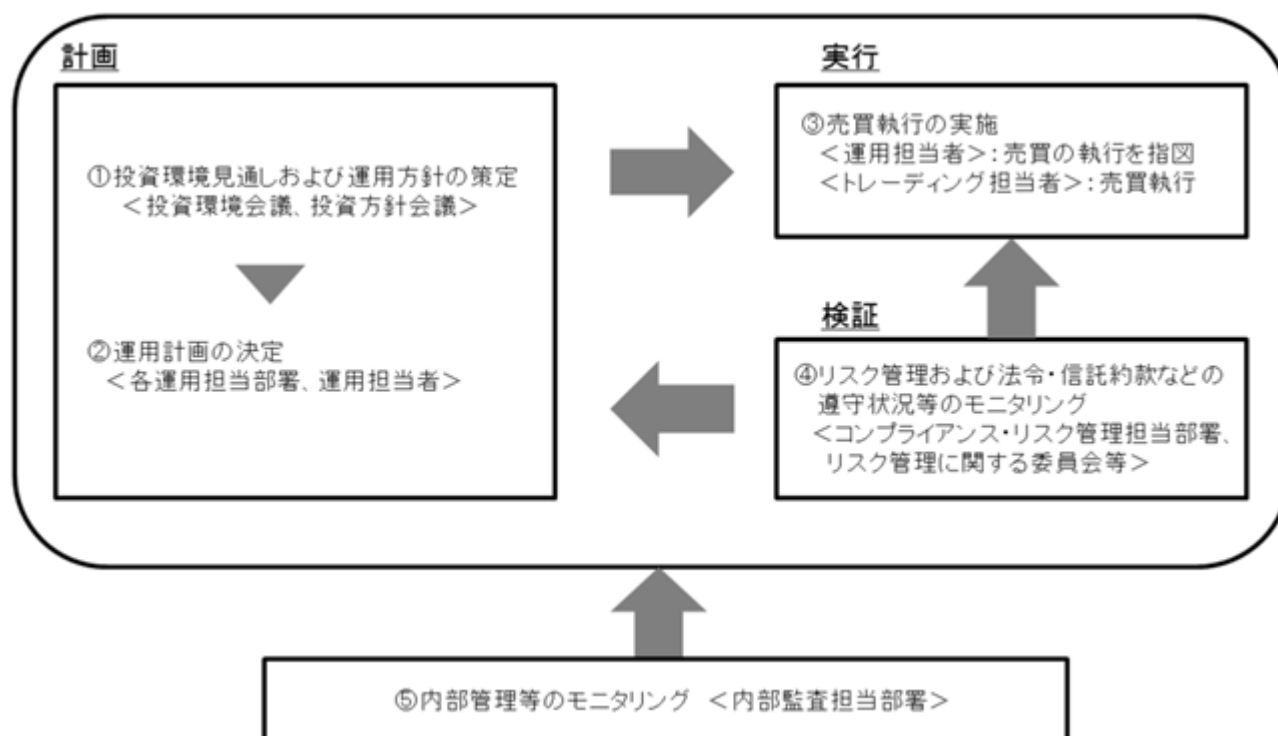 計画
①投資環境見通しおよび運用方針の策定
＜投資環境会議、投資方針会議＞
②運用計画の決定
＜各運用担当部署、運用担当者＞
実行
③売買執行の実施
＜運用担当者＞：売買の執行を指図
＜トレーディング担当者＞：売買執行
検証
④リスク管理および法令・信託約款などの
遵守状況等のモニタリング
＜コンプライアンス・リスク管理担当部署、
リスク管理に関する委員会等＞
⑤内部管理等のモニタリング ＜内部監査担当部署＞